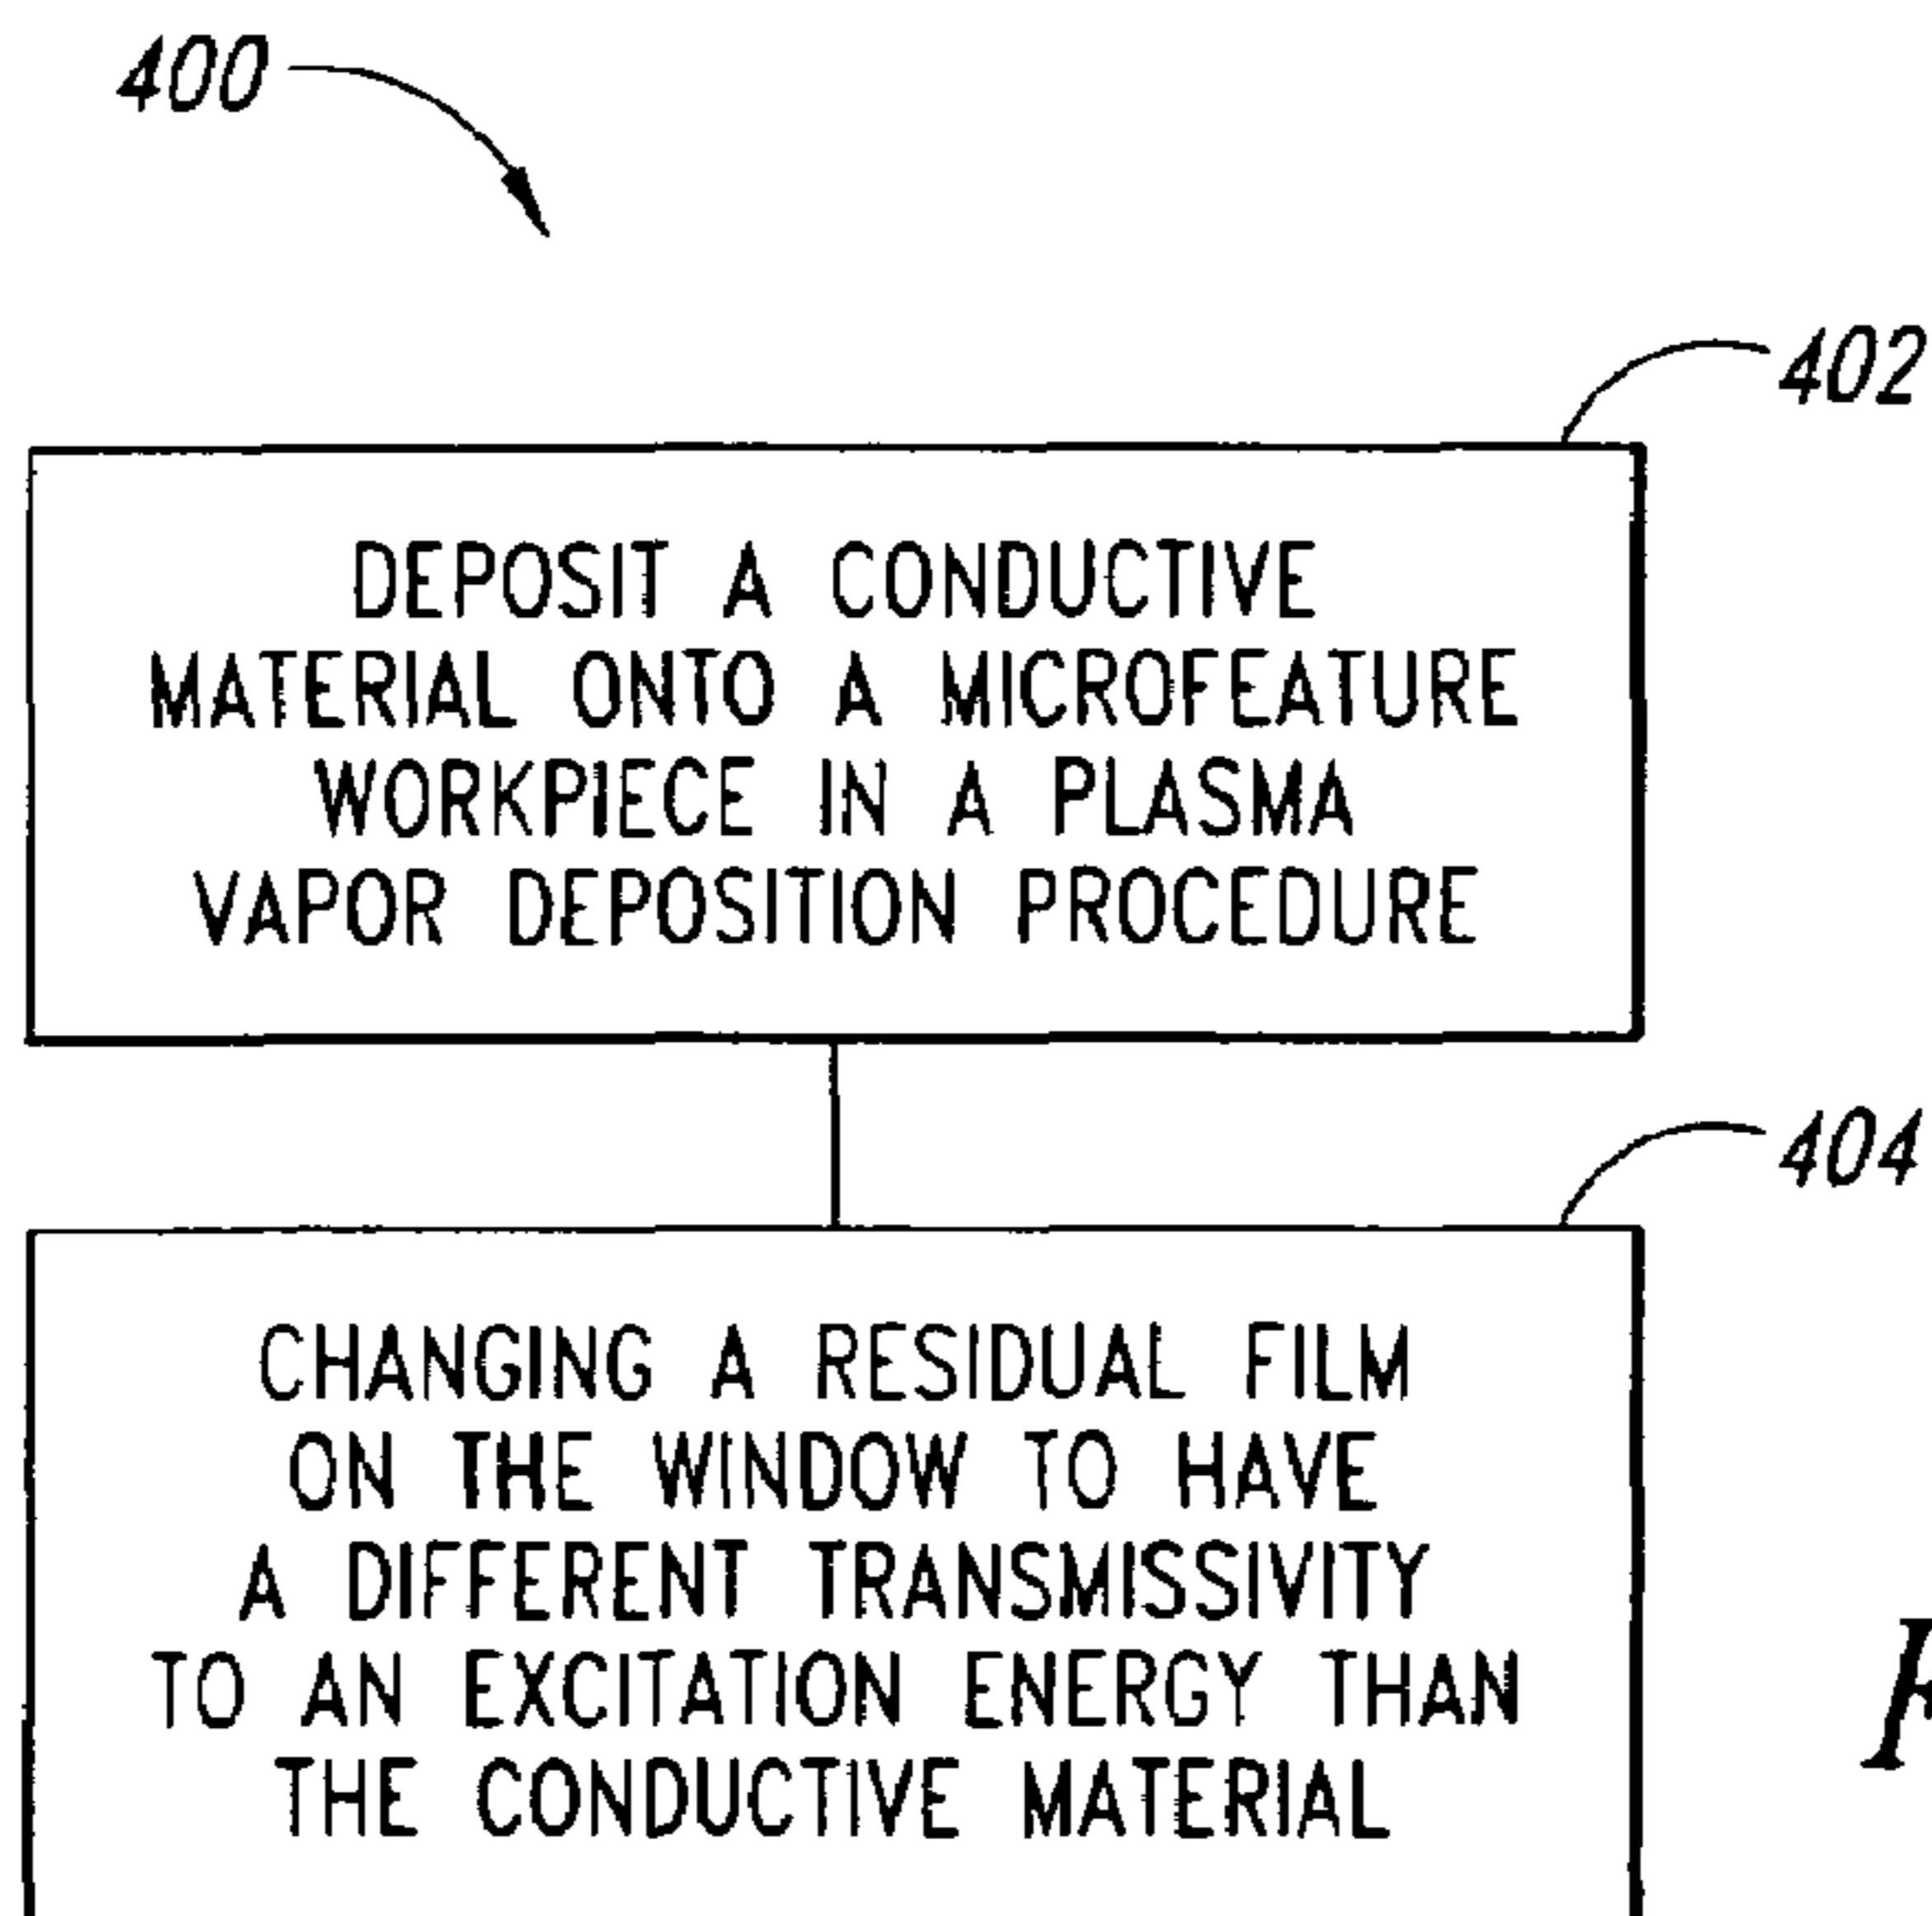 400
402
DEPOSIT A CONDUCTIVE
MATERIAL ONTO A MICROFEATURE
WORKPIECE IN A PLASMA
VAPOR DEPOSITION PROCEDURE
404
CHANGING A RESIDUAL FILM
ON THE WINDOW TO HAVE
A DIFFERENT TRANSMISSIVITY
TO AN EXCITATION ENERGY THAN
THE CONDUCTIVE MATERIAL